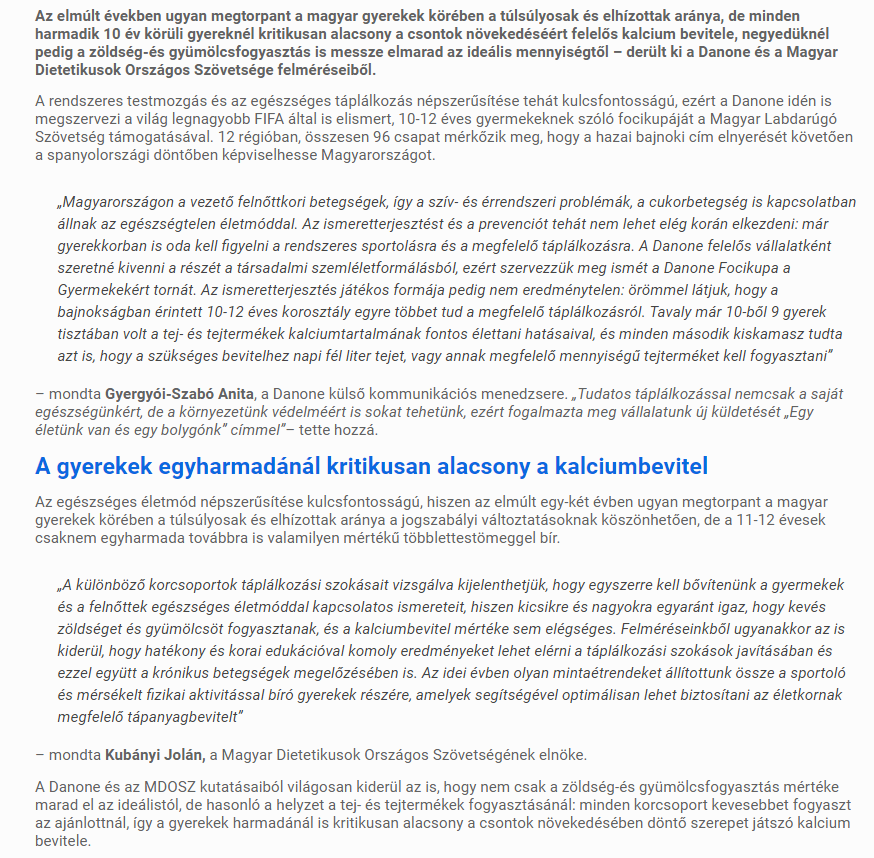 Az elmúlt években ugyan megtorpant a magyar gyerekek körében a túlsúlyosak és elhízottak aránya, de minden
harmadik 10 év körüli gyereknél kritikusan alacsony a csontok növekedéséért felelős kalcium bevitele, negyedüknél
pedig a zöldség-és gyümölcsfogyasztás is messze elmarad az ideális mennyiségtől – derült ki a Danone és a Magyar
Dietetikusok Országos Szövetsége felméréseiből.
A rendszeres testmozgás és az egészséges táplálkozás népszerűsítése tehát kulcsfontosságú, ezért a Danone idén is
megszervezi a világ legnagyobb FIFA által is elismert, 10-12 éves gyermekeknek szóló focikupáját a Magyar Labdarúgó
Szövetség támogatásával. 12 régióban, összesen 96 csapat mérkőzik meg, hogy a hazai bajnoki cím elnyerését követően
a spanyolországi döntőben képviselhesse Magyarországot.
„Magyarországon a vezető felnőttkori betegségek, így a szív- és érrendszeri problémák, a cukorbetegség is kapcsolatban
állnak az egészségtelen életmóddal. Az ismeretterjesztést és a prevenciót tehát nem lehet elég korán elkezdeni: már
gyerekkorban is oda kell figyelni a rendszeres sportolásra és a megfelelő táplálkozásra. A Danone felelős vállalatként
szeretné kivenni a részét a társadalmi szemléletformálásból, ezért szervezzük meg ismét a Danone Focikupa a
Gyermekekért tornát. Az ismeretterjesztés játékos formája pedig nem eredménytelen: örömmel látjuk, hogy a
bajnokságban érintett 10-12 éves korosztály egyre többet tud a megfelelő táplálkozásról. Tavaly már 10-ből 9 gyerek
tisztában volt a tej- és tejtermékek kalciumtartalmának fontos élettani hatásaival, és minden második kiskamasz tudta
azt is, hogy a szükséges bevitelhez napi fél liter tejet, vagy annak megfelelő mennyiségű tejterméket kell fogyasztani”
– mondta Gyergyói-Szabó Anita, a Danone külső kommunikációs menedzsere. „Tudatos táplálkozással nemcsak a saját
egészségünkért, de a környezetünk védelméért is sokat tehetünk, ezért fogalmazta meg vállalatunk új küldetését „Egy
életünk van és egy bolygónk” címmel”– tette hozzá.
A gyerekek egyharmadánál kritikusan alacsony a kalciumbevitel
Az egészséges életmód népszerűsítése kulcsfontosságú, hiszen az elmúlt egy-két évben ugyan megtorpant a magyar
gyerekek körében a túlsúlyosak és elhízottak aránya a jogszabályi változtatásoknak köszönhetően, de a 11-12 évesek
csaknem egyharmada továbbra is valamilyen mértékű többlettestömeggel bír.
„A különböző korcsoportok táplálkozási szokásait vizsgálva kijelenthetjük, hogy egyszerre kell bővítenünk a gyermekek
és a felnőttek egészséges életmóddal kapcsolatos ismereteit, hiszen kicsikre és nagyokra egyaránt igaz, hogy kevés
zöldséget és gyümölcsöt fogyasztanak, és a kalciumbevitel mértéke sem elégséges. Felméréseinkből ugyanakkor az is
kiderül, hogy hatékony és korai edukációval komoly eredményeket lehet elérni a táplálkozási szokások javításában és
ezzel együtt a krónikus betegségek megelőzésében is. Az idei évben olyan mintaétrendeket állítottunk össze a sportoló
és mérsékelt fizikai aktivitással bíró gyerekek részére, amelyek segítségével optimálisan lehet biztosítani az életkornak
megfelelő tápanyagbevitelt”
– mondta Kubányi Jolán, a Magyar Dietetikusok Országos Szövetségének elnöke.
A Danone és az MDOSZ kutatásaiból világosan kiderül az is, hogy nem csak a zöldség-és gyümölcsfogyasztás mértéke
marad el az ideálistól, de hasonló a helyzet a tej- és tejtermékek fogyasztásánál: minden korcsoport kevesebbet fogyaszt
az ajánlottnál, így a gyerekek harmadánál is kritikusan alacsony a csontok növekedésében döntő szerepet játszó kalcium
bevitele.